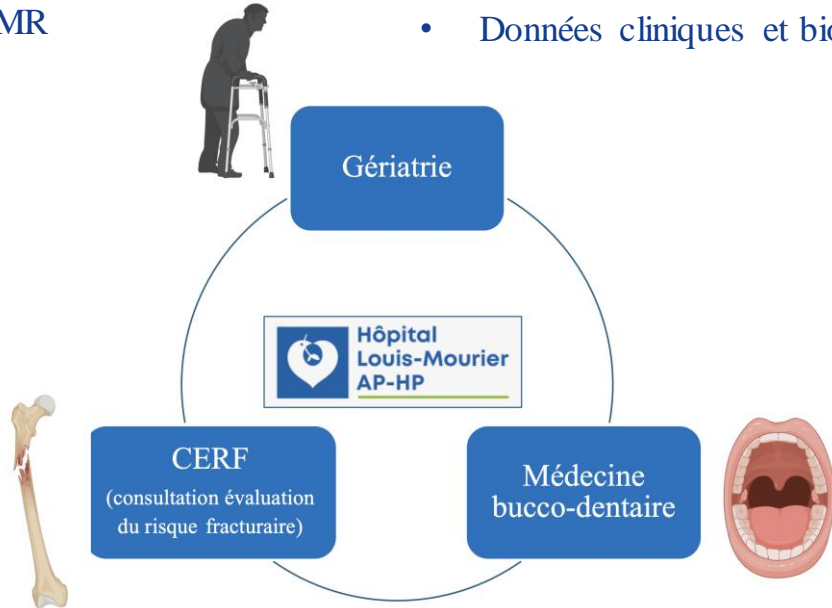 MR
• Données cliniques et bio
Gériatrie
Hôpital
Louis-Mourier
AP-HP
CERF
(consultation évaluation
du risque fracturaire)
Médecine
bucco-dentaire